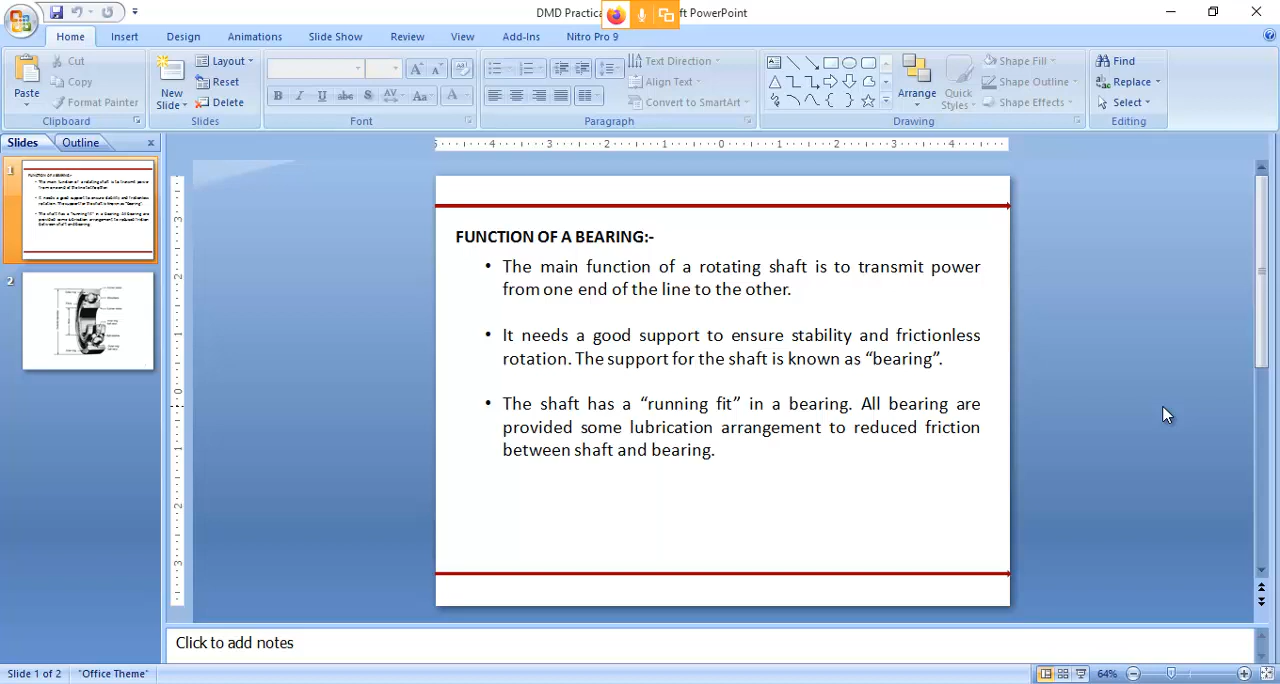 DMD Practica ft PowerPoint
Home Insert Design Animations Slide Show Review View Add-Ins Nitro Pro 9
Cut
Copy
Format Painter
Paste
Clipboard
New
Slide
Layout
Reset
Delete
Slides
B I U abc S AV Aa A
Font
Text Direction
Align Text
Convert to SmartArt
Paragraph
Arrange
Quick
Styles
Shape Fill
Shape Outline
Shape Effects
Drawing
Find
Replace
Select
Editing
Slides Outline
1
2
FUNCTION OF A BEARING:-
• The main function of a rotating shaft is to transmit power
from one end of the line to the other.
• It needs a good support to ensure stability and frictionless
rotation. The support for the shaft is known as “bearing”.
• The shaft has a “running fit” in a bearing. All bearing are
provided some lubrication arrangement to reduced friction
between shaft and bearing.
Click to add notes
Slide 1 of 2 "Office Theme" 64%